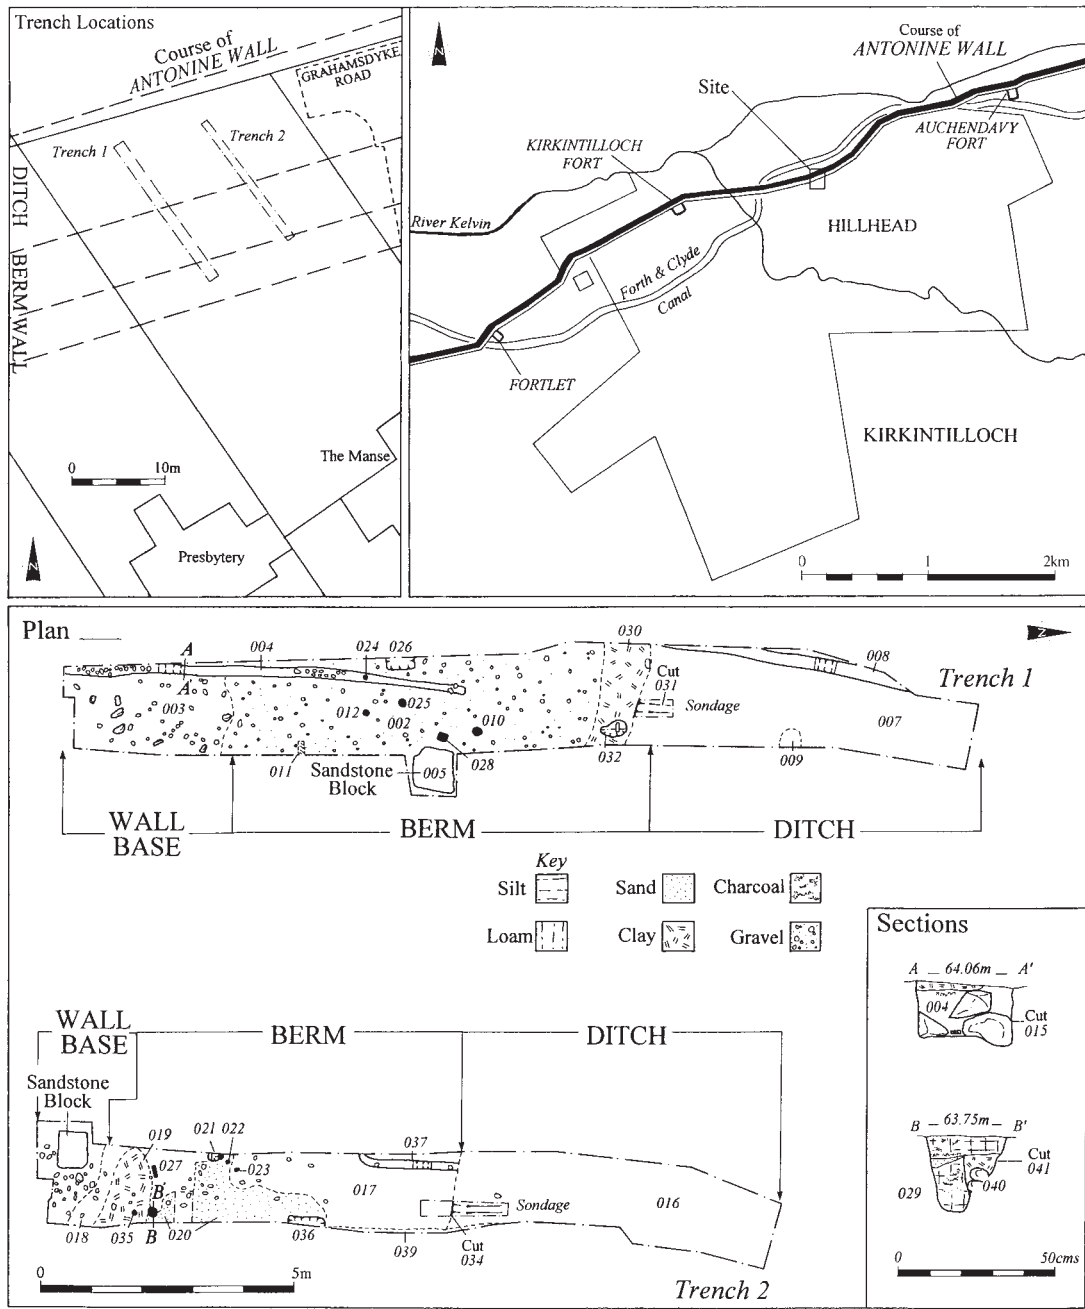 Trench Locations
Course of
ANTONINE WALL
GRAHAMSDYKE
ROAD
Trench 1
Trench 2
DITCH
BERM
WALL
0
10m
The Manse
Presbytery
N
N
Course of
ANTONINE WALL
Site
KIRKINTILLOCH
FORT
AUCHENDAVY
FORT
River Kelvin
HILLHEAD
Forth & Clyde
Canal
FORTLET
KIRKINTILLOCH
0
1
2km
Plan
N
A
004
024
026
030
A'
Cut
031
008
Trench 1
003
012
025
002
010
Sondage
007
011
Sandstone
Block
005
028
032
009
WALL
BASE
BERM
DITCH
Key
Silt
Sand
Charcoal
Loam
Clay
Gravel
Sections
A
64.06m
A'
004
Cut
015
B
63.75m
B'
Cut
041
029
040
0
50cms
WALL
BASE
BERM
DITCH
Sandstone
Block
019
021
022
037
027
023
B'
017
016
Sondage
018
035
B
020
036
039
Cut
034
0
5m
Trench 2